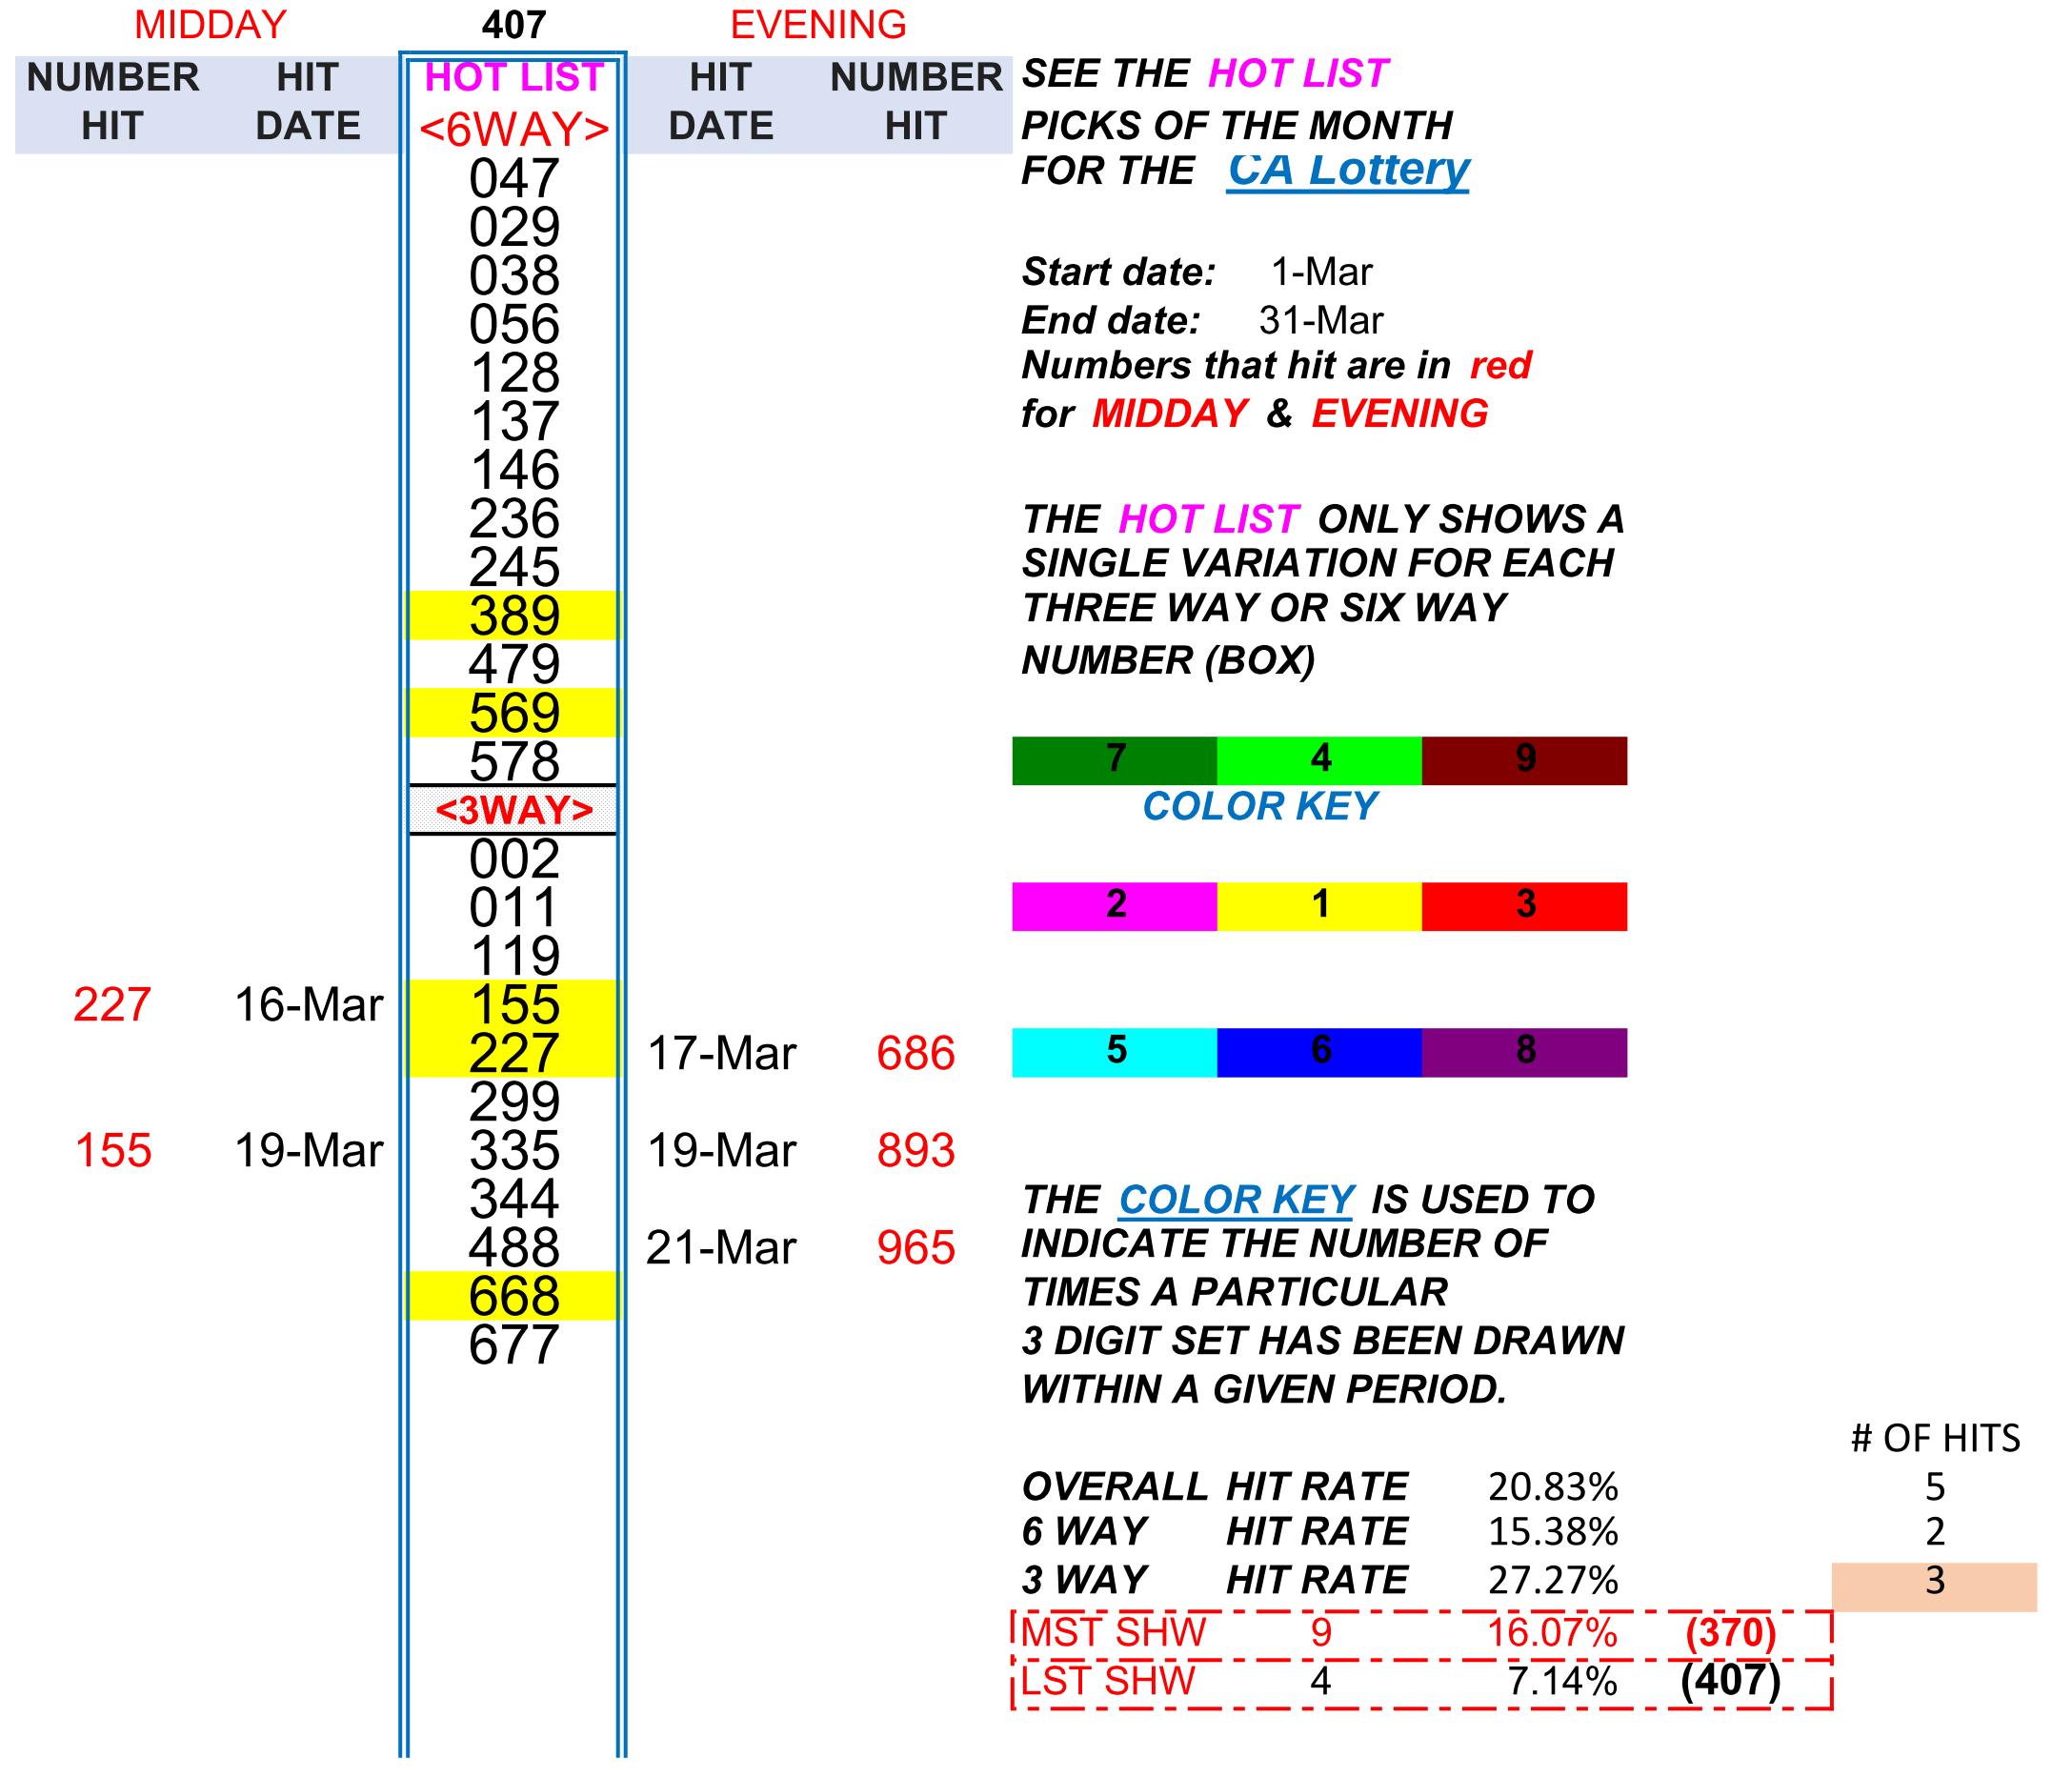 MIDDAY 407 EVENING
NUMBER HIT HOT LIST HIT NUMBER
HIT DATE <6WAY> DATE HIT
047
029
038
056
128
137
146
236
245
389
479
569
578
<3WAY>
002
011
119
227 16-Mar 155
227 17-Mar 686
299
155 19-Mar 335 19-Mar 893
344
488 21-Mar 965
668
677
SEE THE HOT LIST
PICKS OF THE MONTH
FOR THE CA Lottery
Start date: 1-Mar
End date: 31-Mar
Numbers that hit are in red
for MIDDAY & EVENING
THE HOT LIST ONLY SHOWS A
SINGLE VARIATION FOR EACH
THREE WAY OR SIX WAY
NUMBER (BOX)
7 4 9
COLOR KEY
2 1 3
5 6 8
THE COLOR KEY IS USED TO
INDICATE THE NUMBER OF
TIMES A PARTICULAR
3 DIGIT SET HAS BEEN DRAWN
WITHIN A GIVEN PERIOD.
# OF HITS
OVERALL HIT RATE 20.83% 5
6 WAY HIT RATE 15.38% 2
3 WAY HIT RATE 27.27% 3
MST SHW 9 16.07% (370)
LST SHW 4 7.14% (407)